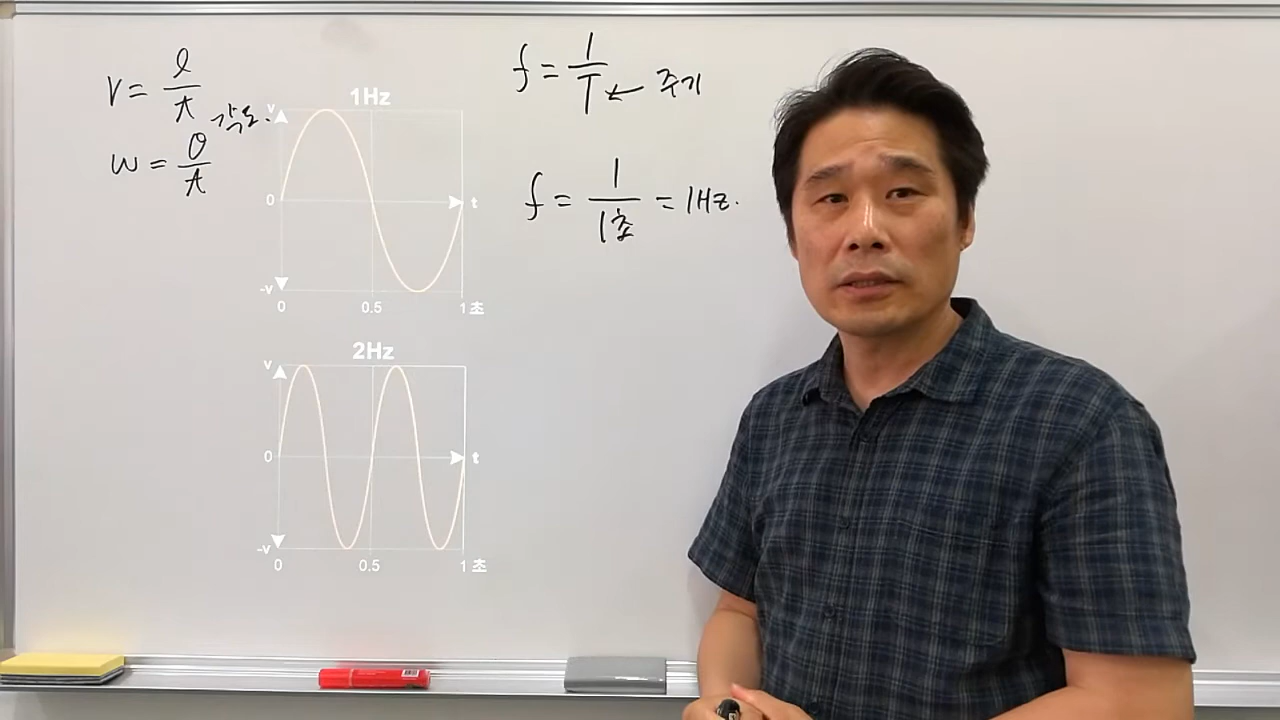 v = l/t
각도.
w = θ/t
1Hz
v
0
-v
t
0 0.5 1 초
2Hz
v
0
-v
t
0 0.5 1 초
f = 1/T ← 주기
f = 1/1초 = 1Hz.